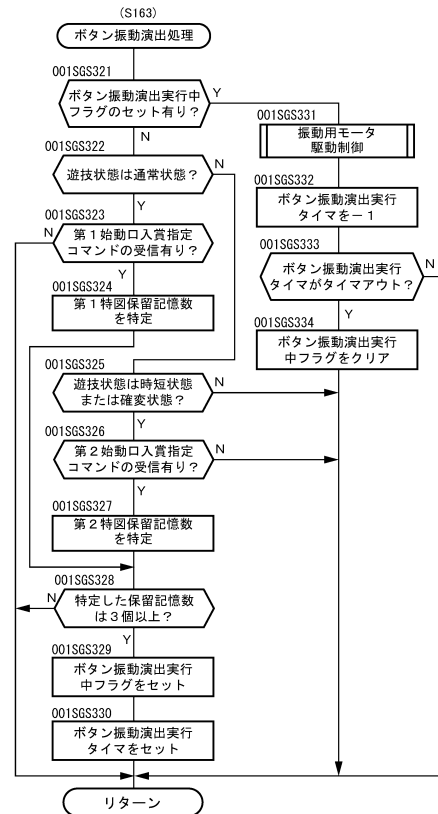 (S163)
ボタン振動演出処理
001SGS321
ボタン振動演出実行中
フラグのセット有り？
Y
N
001SGS322
遊技状態は通常状態？
N
Y
001SGS323
N
第１始動口入賞指定
コマンドの受信有り？
Y
001SGS324
第１特図保留記憶数
を特定
001SGS325
遊技状態は時短状態
または確変状態？
N
Y
001SGS326
第２始動口入賞指定
コマンドの受信有り？
N
Y
001SGS327
第２特図保留記憶数
を特定
001SGS328
N
特定した保留記憶数
は３個以上？
Y
001SGS329
ボタン振動演出実行
中フラグをセット
001SGS330
ボタン振動演出実行
タイマをセット
リターン
001SGS331
振動用モータ
駆動制御
001SGS332
ボタン振動演出実行
タイマを－１
001SGS333
ボタン振動演出実行
タイマがタイムアウト？
N
Y
001SGS334
ボタン振動演出実行
中フラグをクリア